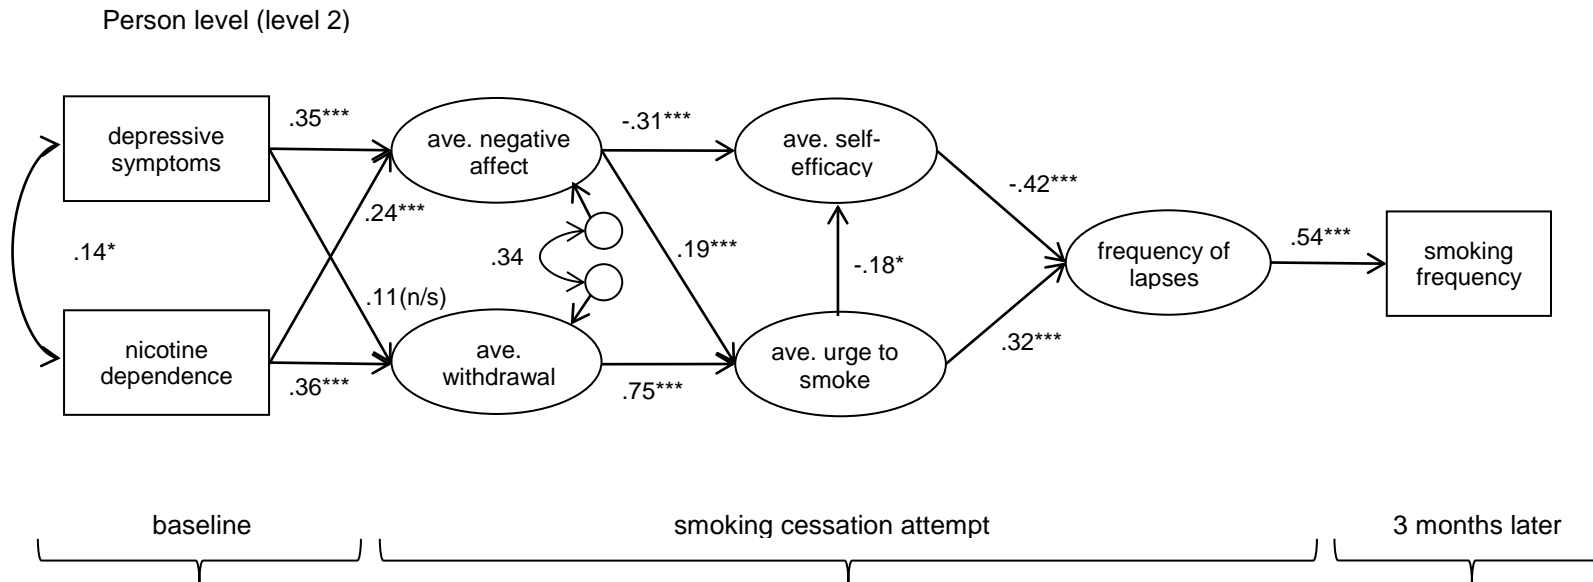 Person level (level 2)
depressive
symptoms
.35***
ave. negative
affect
-.31***
ave. self-
efficacy
-.42***
.24***
.14*
.34
.19***
-.18*
frequency of
lapses
.54***
smoking
frequency
.11(n/s)
nicotine
dependence
.36***
ave.
withdrawal
.75***
ave. urge to
smoke
.32***
baseline
smoking cessation attempt
3 months later